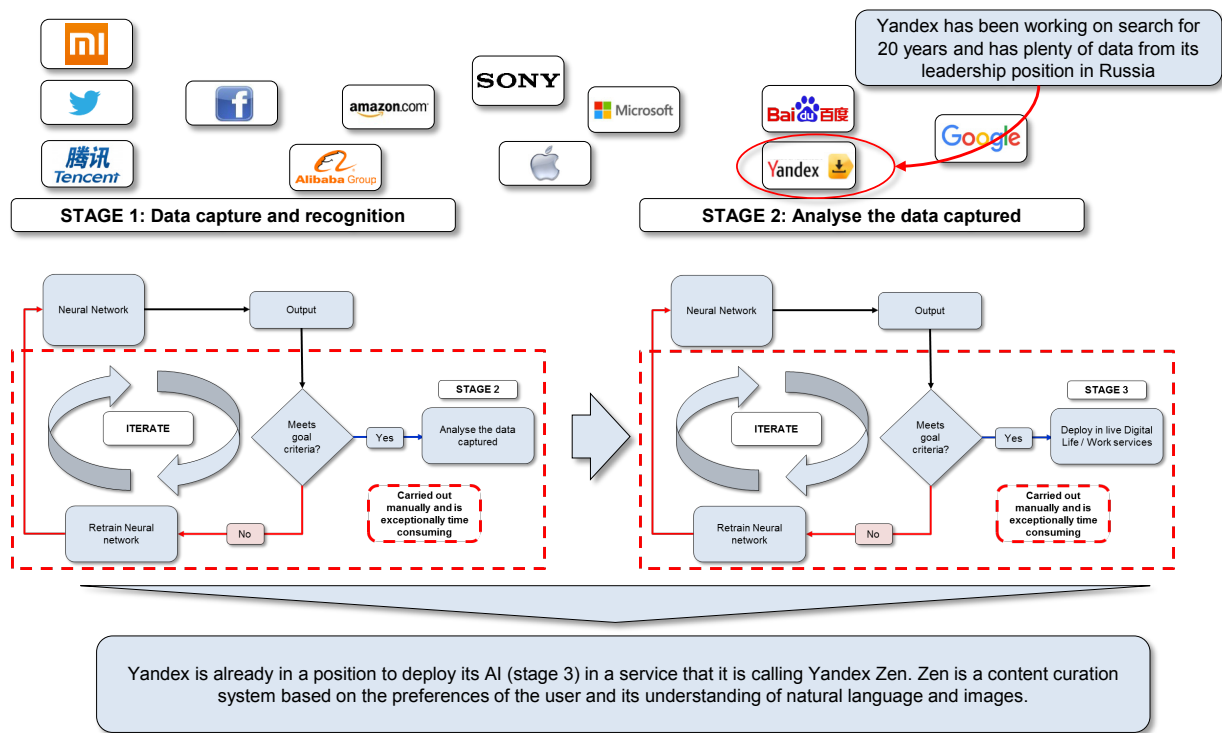 mi
Yandex has been working on search for
20 years and has plenty of data from its
leadership position in Russia
SONY
f
amazon.com
Microsoft
Bai du 百度
Google
腾讯
Tencent
Alibaba Group
Yandex
STAGE 1: Data capture and recognition
STAGE 2: Analyse the data captured
Neural Network
Output
STAGE 2
ITERATE
Meets
goal
criteria?
Yes
Analyse the data
captured
Carried out
manually and is
exceptionally time
consuming
Retrain Neural
network
No
Neural Network
Output
STAGE 3
ITERATE
Meets
goal
criteria?
Yes
Deploy in live Digital
Life / Work services
Carried out
manually and is
exceptionally time
consuming
Retrain Neural
network
No
Yandex is already in a position to deploy its AI (stage 3) in a service that it is calling Yandex Zen. Zen is a content curation
system based on the preferences of the user and its understanding of natural language and images.